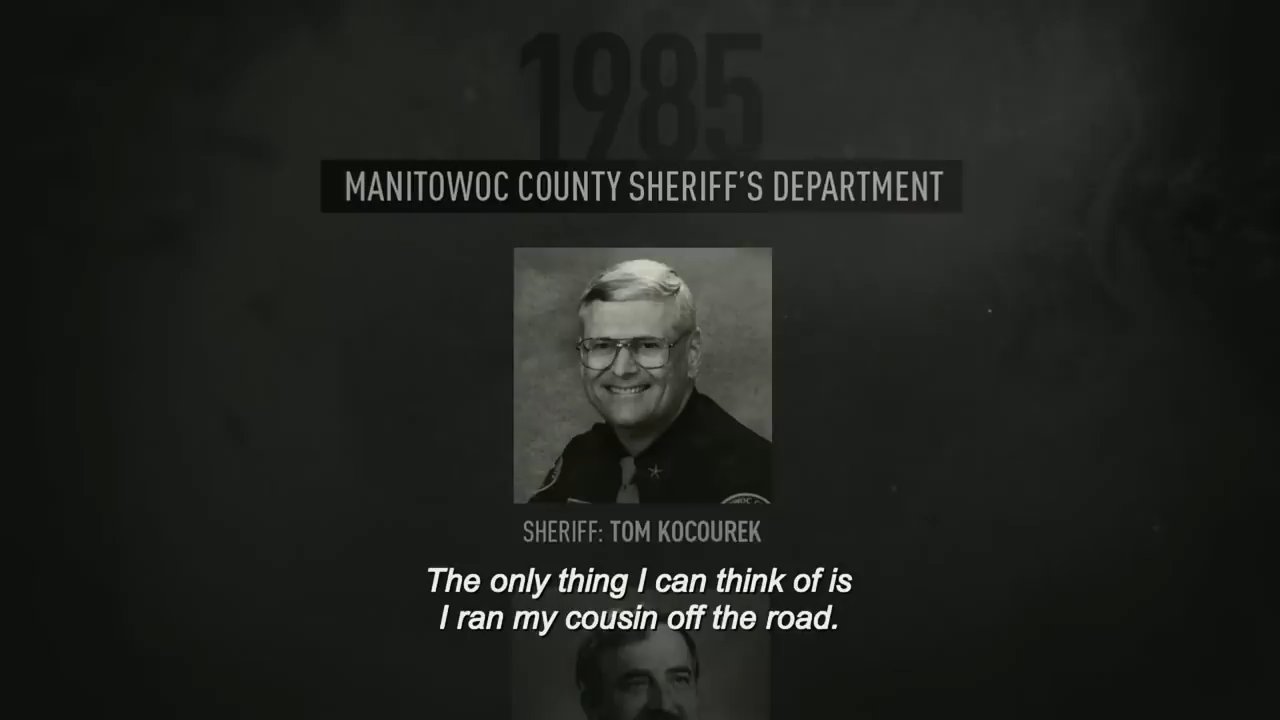 1985
MANITOWOC COUNTY SHERIFF'S DEPARTMENT
SHERIFF: TOM KOCOUREK
The only thing I can think of is
I ran my cousin off the road.